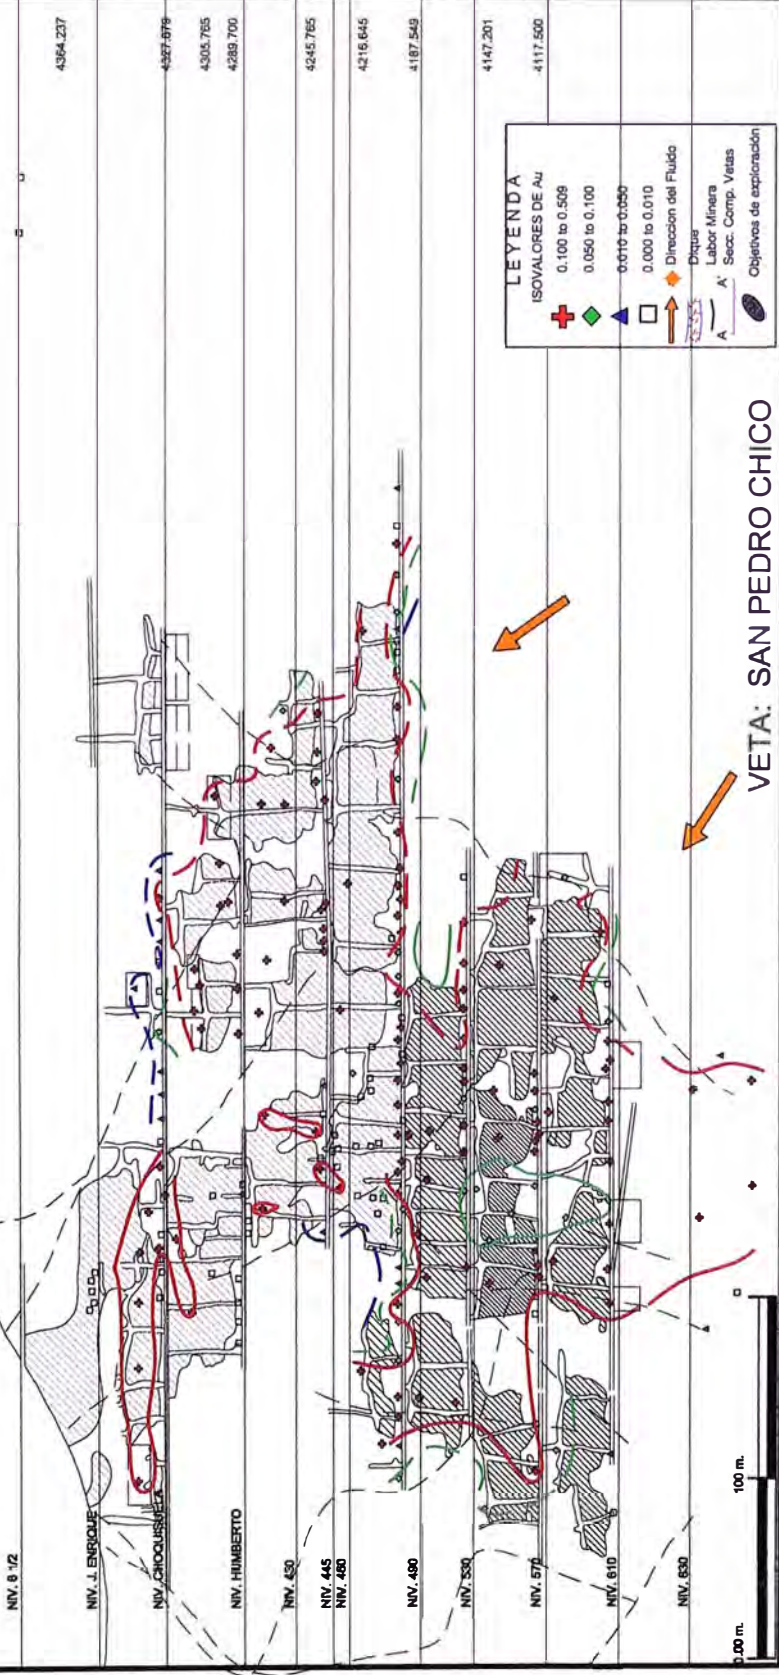 4364.237
4327.879
4305.765
4289.700
4245.765
4216.645
4187.549
4147.201
4117.500
NIV. 6 1/2
NIV. J. ENRIQUE
NIV. CHOQUISUELA
NIV. HUMBERTO
NIV. 430
NIV. 445
NIV. 460
NIV. 490
NIV. 530
NIV. 570
NIV. 610
NIV. 630
LEYENDA
ISOVALORES DE Au
0.100 to 0.509
0.050 to 0.100
0.010 to 0.050
0.000 to 0.010
Direccion del Fluido
Dique
Labor Minera
A A' Secc. Comp. Vetas
Objetivos de exploración
0.00 m. 100 m.
VETA: SAN PEDRO CHICO